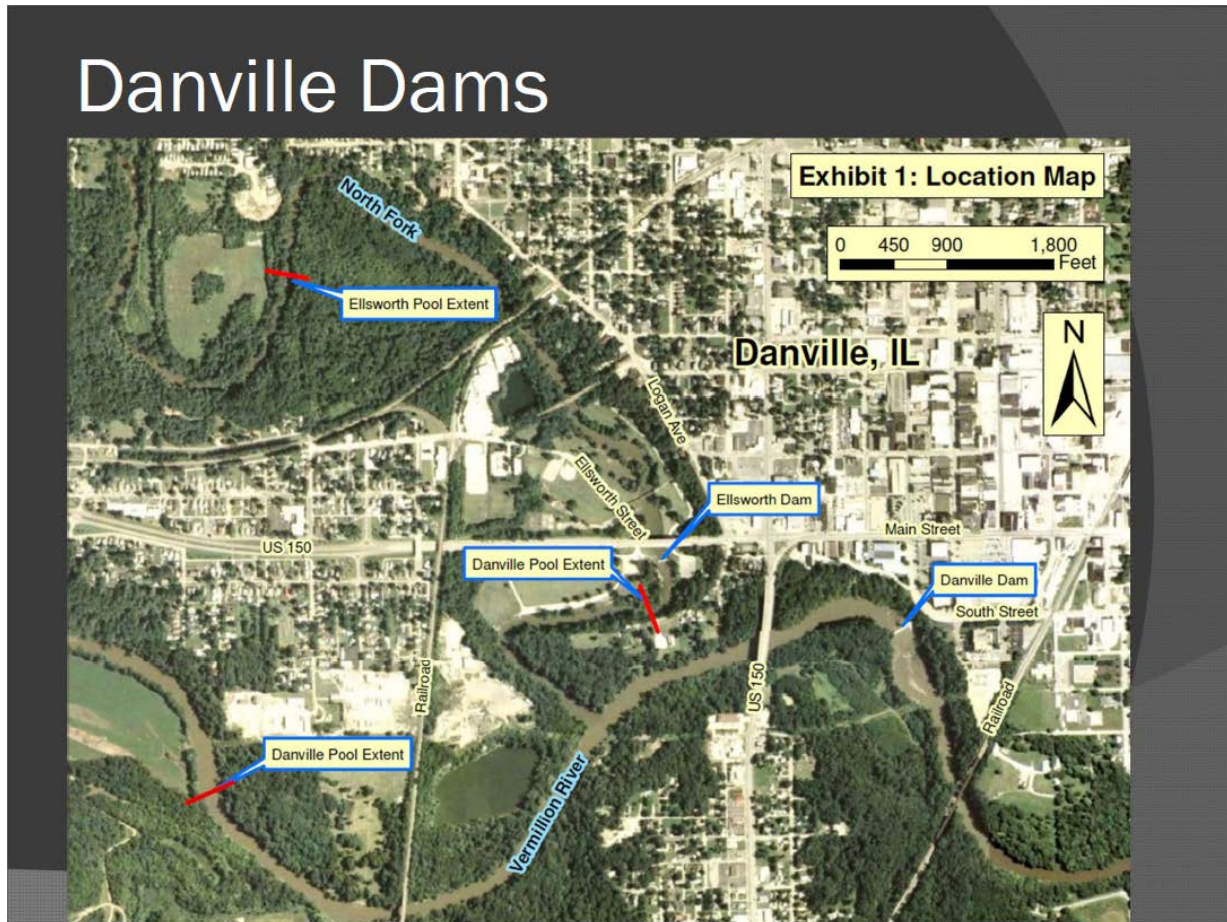 Danville Dams
Exhibit 1: Location Map
0 450 900 1,800
Feet
North Fork
Ellsworth Pool Extent
N
Danville, IL
Logan Ave
Ellsworth Street
Ellsworth Dam
Main Street
US 150
Danville Pool Extent
Danville Dam
South Street
US 150
Railroad
Railroad
Danville Pool Extent
Vermillion River